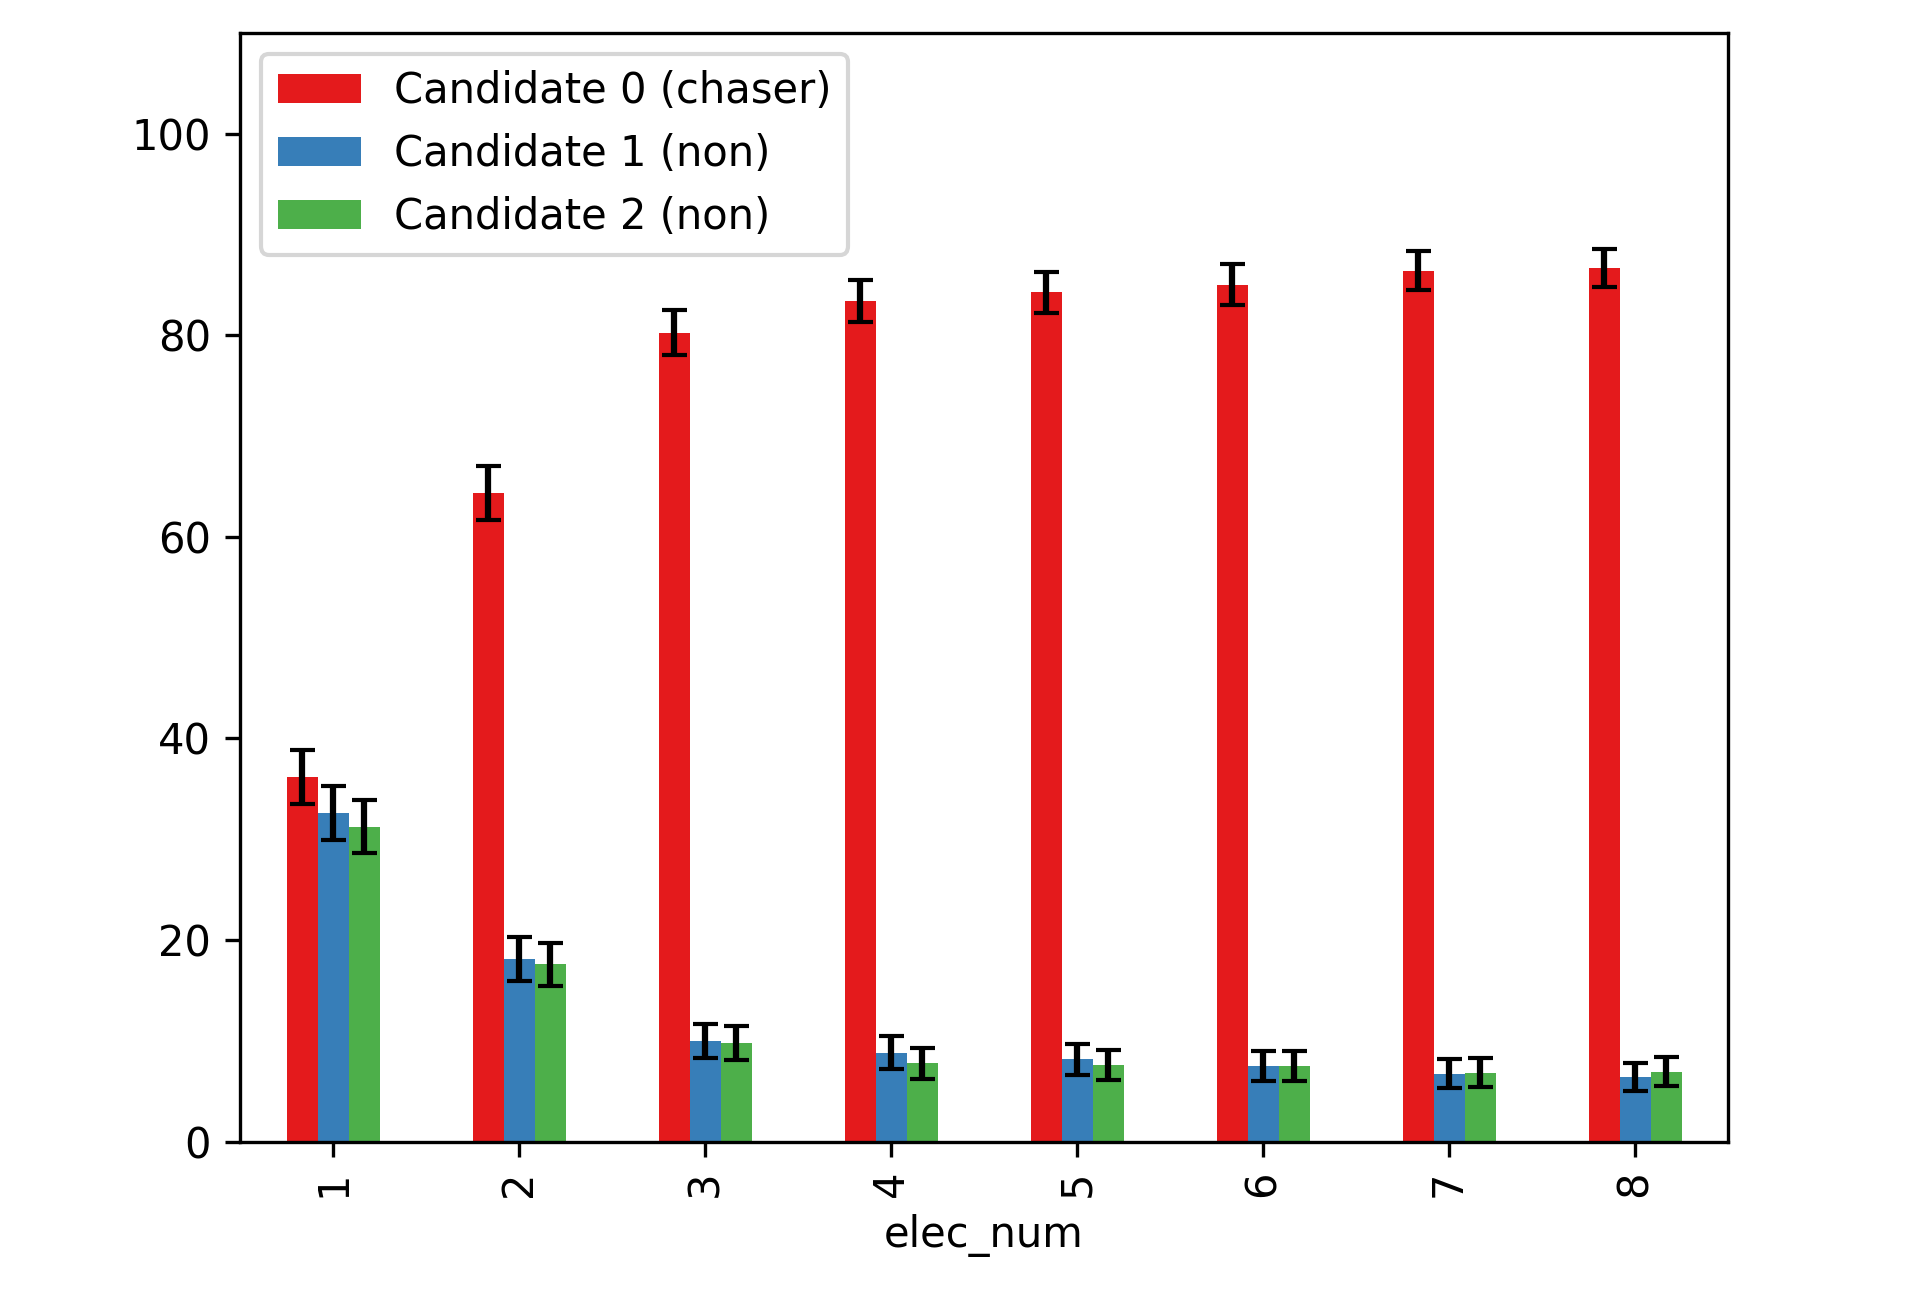 Candidate 0 (chaser)
Candidate 1 (non)
Candidate 2 (non)
100
80
60
40
20
0
1 2 3 4 5 6 7 8
elec_num